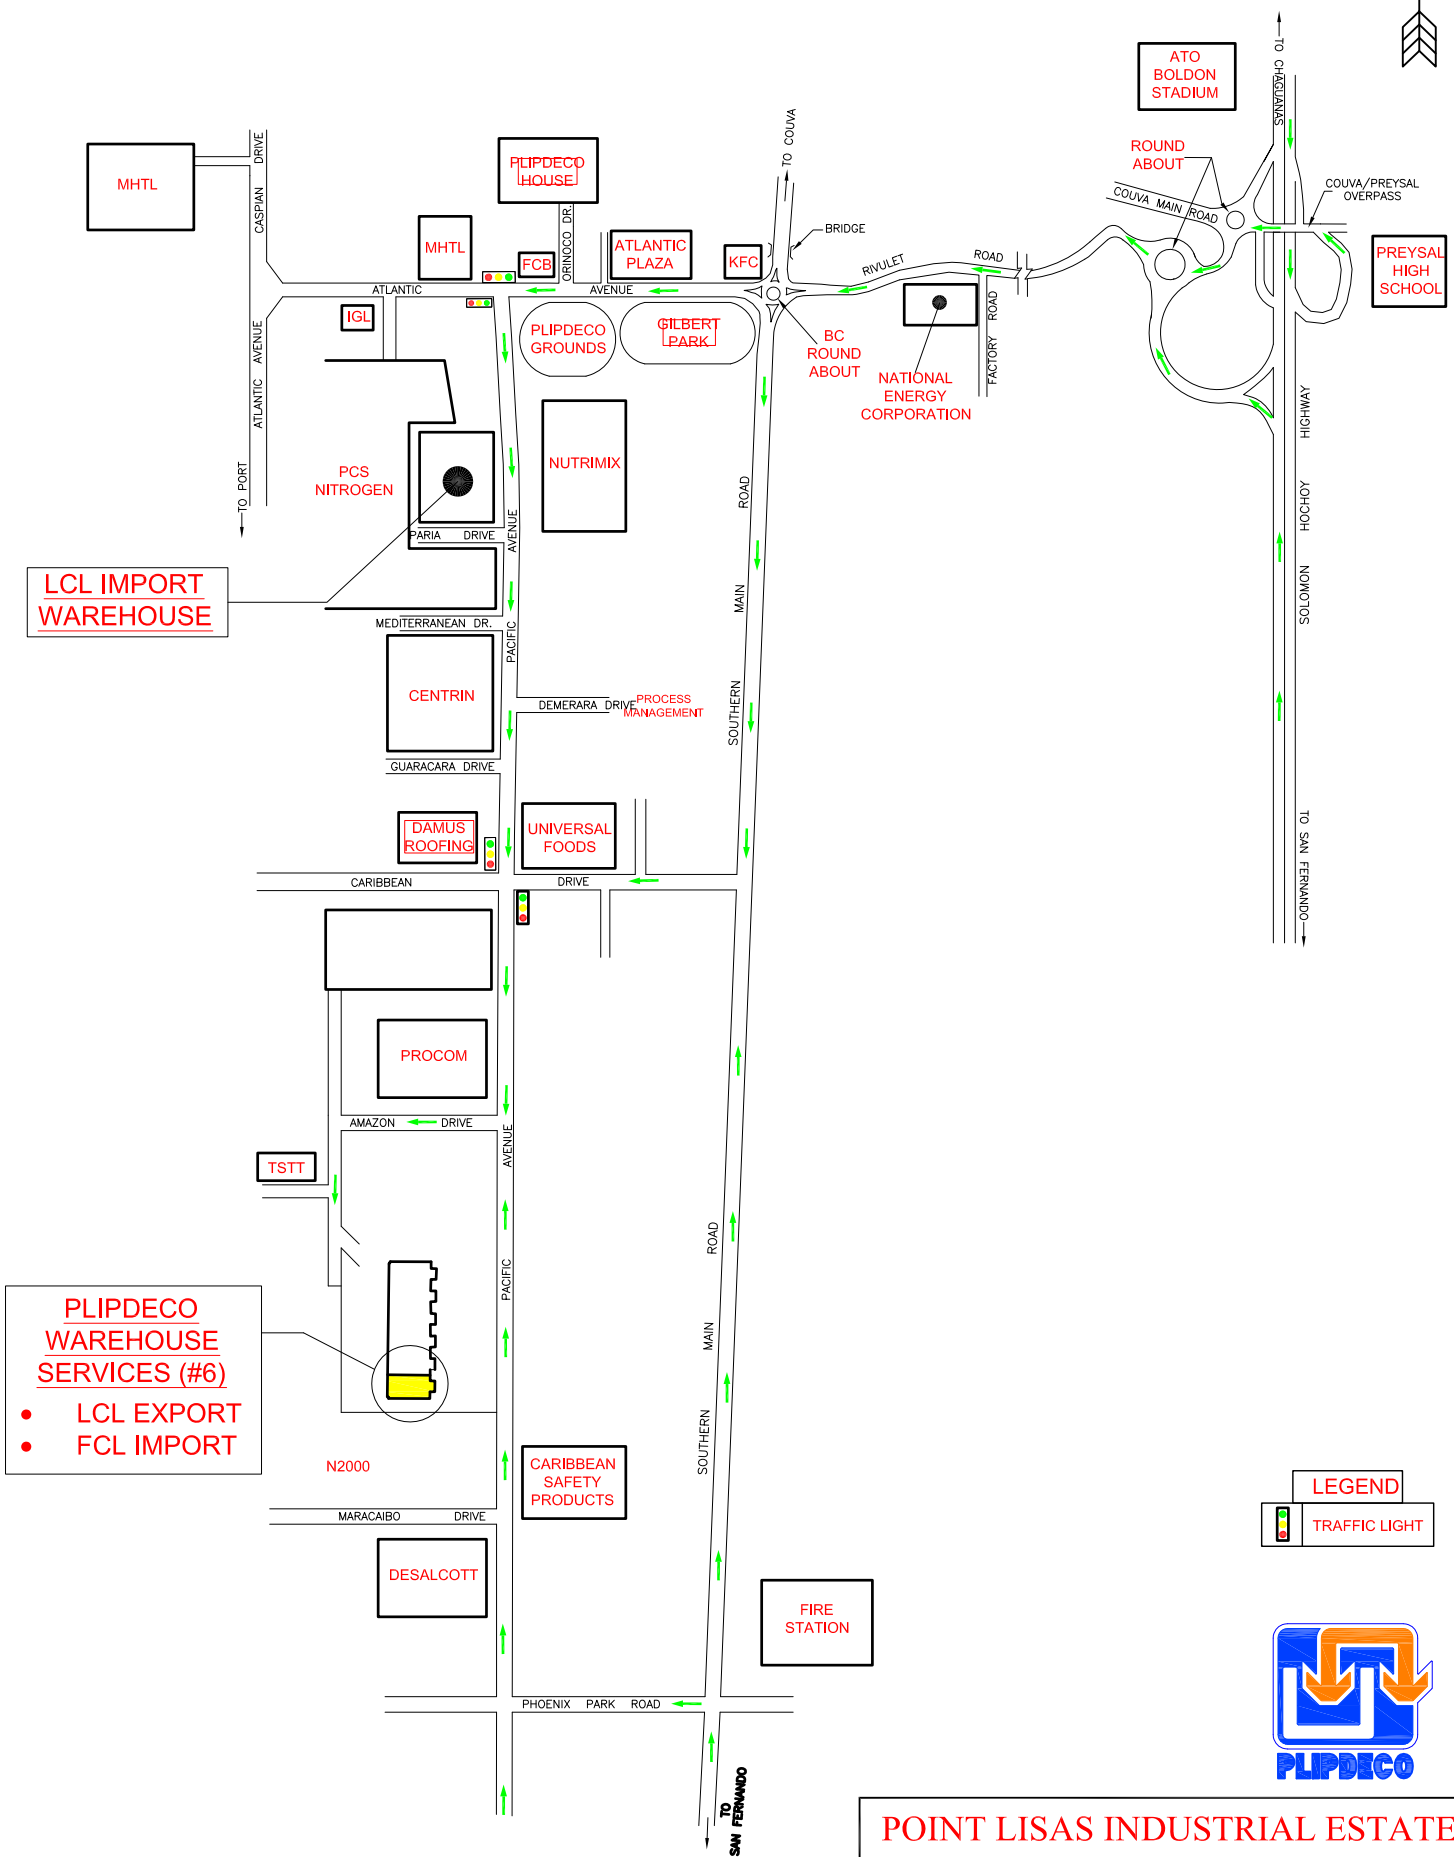 ATO
BOLDON
STADIUM
TO CHAGUANAS
ROUND
ABOUT
COUVA MAIN ROAD
COUVA/PREYSAL
OVERPASS
PREYSAL
HIGH
SCHOOL
TO COUVA
BRIDGE
MHTL
CASPIAN DRIVE
PLIPDECO
HOUSE
ORINOCO DR.
MHTL
FCB
ATLANTIC
PLAZA
KFC
RIVULET ROAD
ATLANTIC AVENUE
IGL
PLIPDECO
GROUNDS
GILBERT
PARK
BC
ROUND
ABOUT
NATIONAL
ENERGY
CORPORATION
FACTORY ROAD
ATLANTIC AVENUE
TO PORT
PCS
NITROGEN
NUTRIMIX
PARIA DRIVE
PACIFIC AVENUE
SOUTHERN MAIN ROAD
SOLOMON HOCHOY HIGHWAY
LCL IMPORT
WAREHOUSE
MEDITERRANEAN DR.
CENTRIN
DEMERARA DRIVE
PROCESS
MANAGEMENT
GUARACARA DRIVE
DAMUS
ROOFING
UNIVERSAL
FOODS
TO SAN FERNANDO
CARIBBEAN DRIVE
PROCOM
AMAZON DRIVE
TSTT
PACIFIC AVENUE
SOUTHERN MAIN ROAD
PLIPDECO
WAREHOUSE
SERVICES (#6)
• LCL EXPORT
• FCL IMPORT
N2000
CARIBBEAN
SAFETY
PRODUCTS
MARACAIBO DRIVE
DESALCOTT
FIRE
STATION
PHOENIX PARK ROAD
TO
SAN FERNANDO
LEGEND
TRAFFIC LIGHT
PLIPDECO
POINT LISAS INDUSTRIAL ESTATE